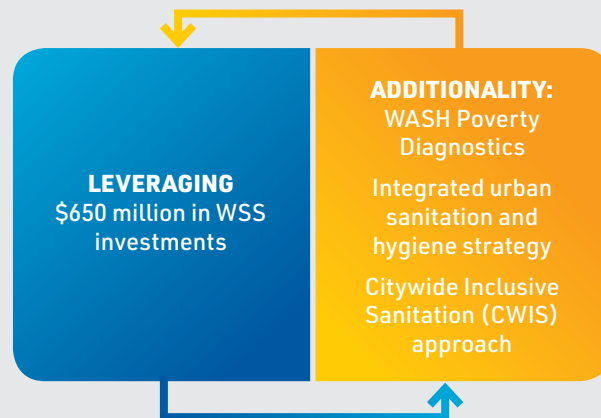 LEVERAGING
$650 million in WSS
investments
ADDITIONALITY:
WASH Poverty
Diagnostics
Integrated urban
sanitation and
hygiene strategy
Citywide Inclusive
Sanitation (CWIS)
approach